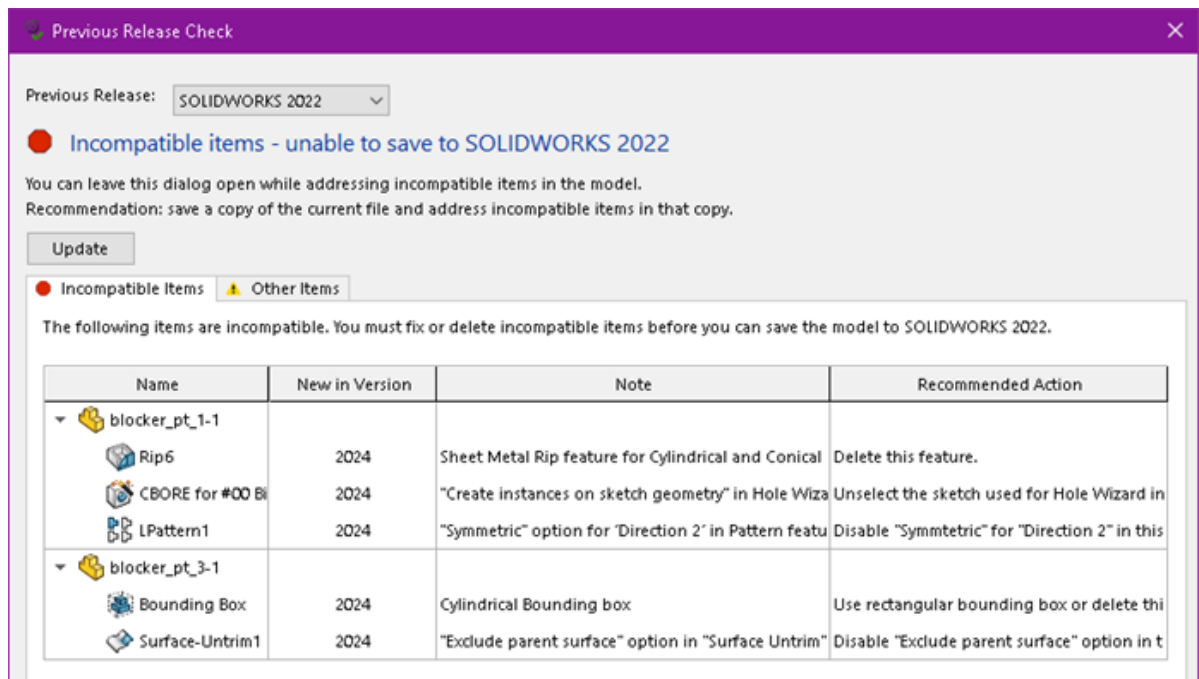 Previous Release Check
Previous Release: SOLIDWORKS 2022
Incompatible items - unable to save to SOLIDWORKS 2022
You can leave this dialog open while addressing incompatible items in the model.
Recommendation: save a copy of the current file and address incompatible items in that copy.
Update
Incompatible Items Other Items
The following items are incompatible. You must fix or delete incompatible items before you can save the model to SOLIDWORKS 2022.
Name New in Version Note Recommended Action
blocker_pt_1-1
Rip6 2024 Sheet Metal Rip feature for Cylindrical and Conical Delete this feature.
CBORE for #00 Bi 2024 "Create instances on sketch geometry" in Hole Wiza Unselect the sketch used for Hole Wizard in
LPattern1 2024 "Symmetric" option for 'Direction 2' in Pattern featu Disable "Symmtetric" for "Direction 2" in this
blocker_pt_3-1
Bounding Box 2024 Cylindrical Bounding box Use rectangular bounding box or delete thi
Surface-Untrim1 2024 "Exclude parent surface" option in "Surface Untrim" Disable "Exclude parent surface" option in t